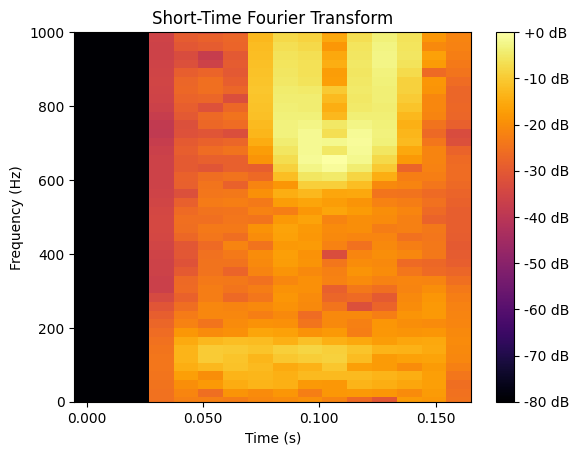 Short-Time Fourier Transform
Frequency (Hz)
1000
800
600
400
200
0
0.000
0.050
0.100
0.150
Time (s)
+0 dB
-10 dB
-20 dB
-30 dB
-40 dB
-50 dB
-60 dB
-70 dB
-80 dB